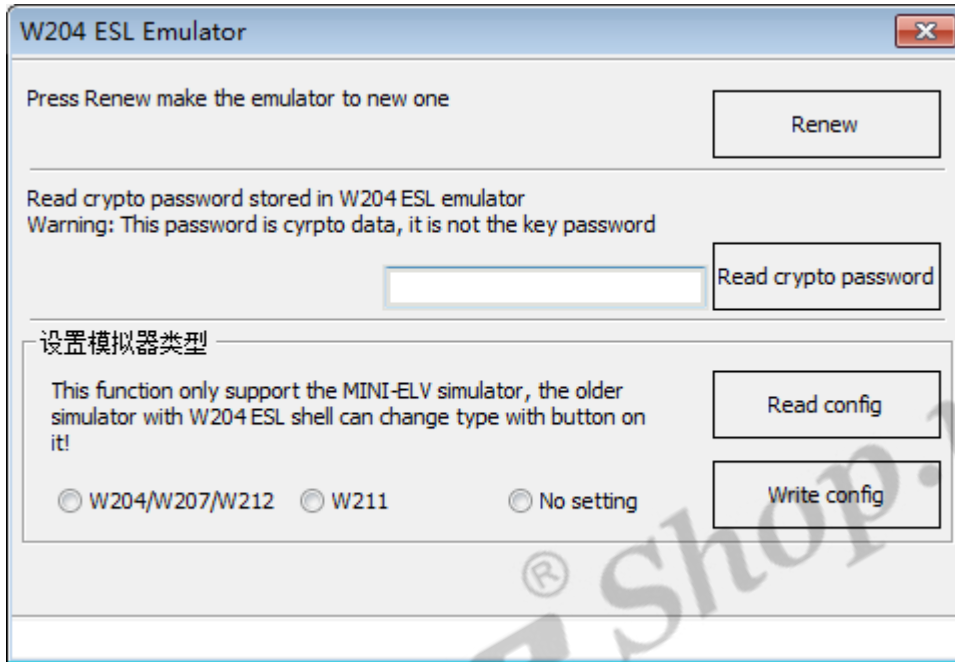 W204 ESL Emulator
Press Renew make the emulator to new one
Renew
Read crypto password stored in W204 ESL emulator
Warning: This password is cyrpto data, it is not the key password
Read crypto password
设置模拟器类型
This function only support the MINI-ELV simulator, the older
simulator with W204 ESL shell can change type with button on
it!
Read config
W204/W207/W212
W211
No setting
Write config
® Shop.